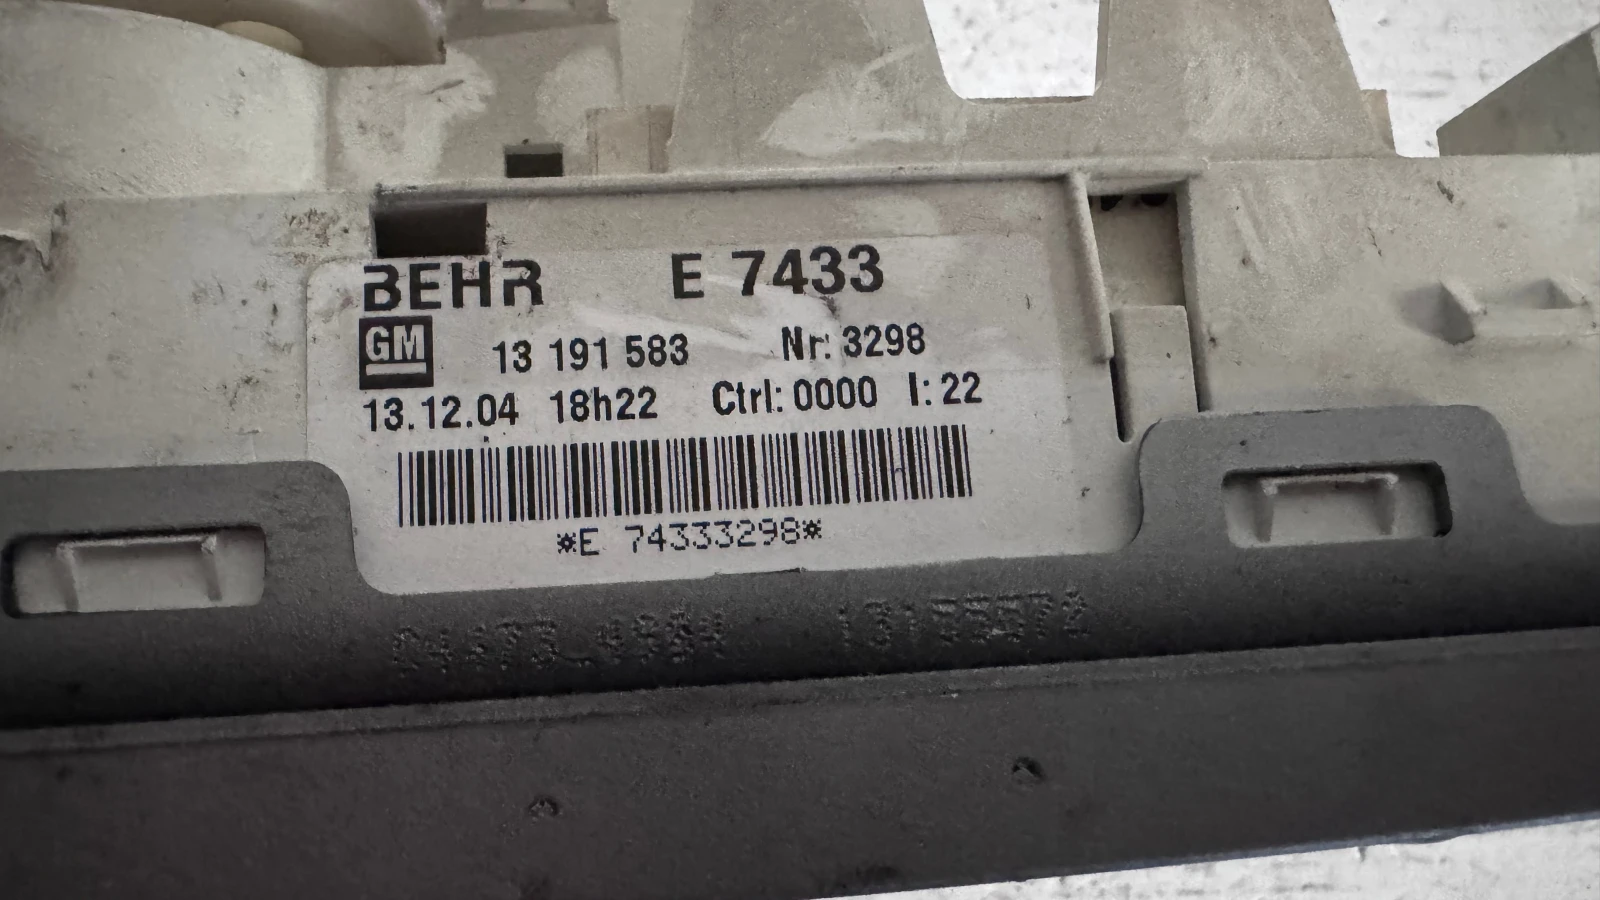 BEHR E 7433
GM 13 191 583 Nr: 3298
13.12.04 18h22 Ctrl: 0000 I: 22
*E 74333298*